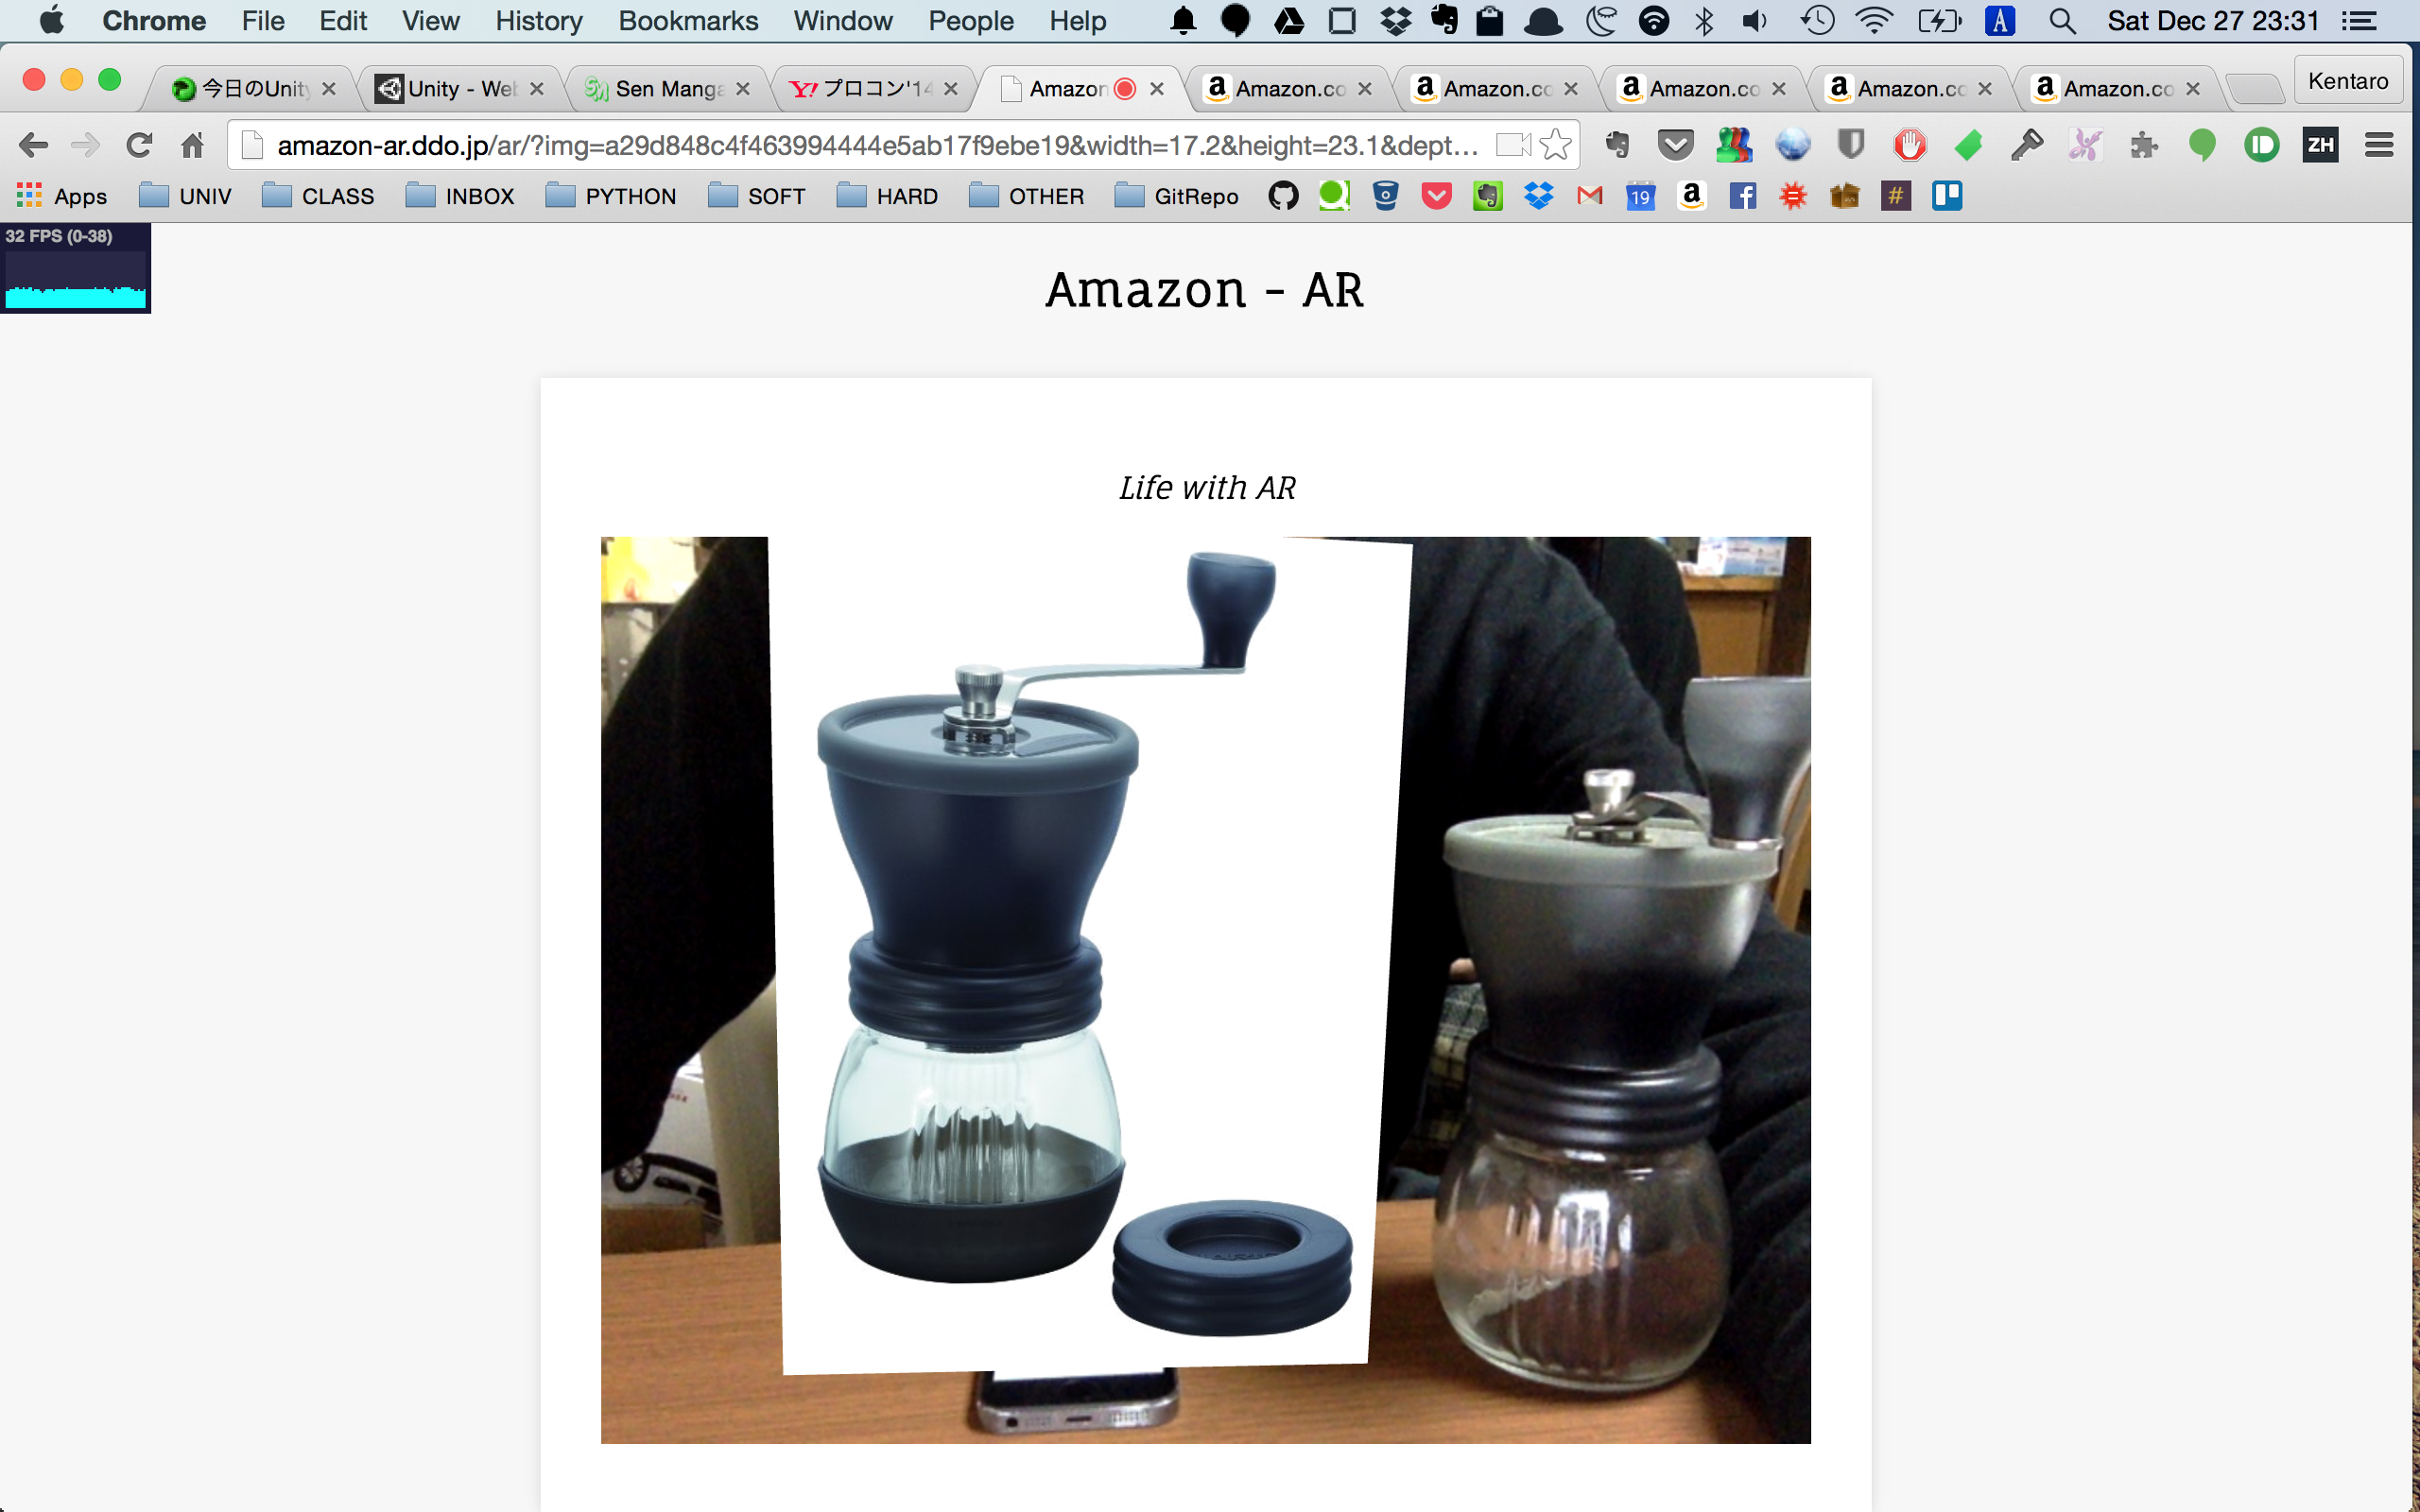 Chrome File Edit View History Bookmarks Window People Help A Sat Dec 27 23:31
今日のUnity Unity - Web Sen Manga Y! プロコン'14 Amazon Amazon.co Amazon.co Amazon.co Amazon.co Amazon.co Kentaro
amazon-ar.ddo.jp/ar/?img=a29d848c4f463994444e5ab17f9ebe19&width=17.2&height=23.1&dept... ZH
Apps UNIV CLASS INBOX PYTHON SOFT HARD OTHER GitRepo 19 #
32 FPS (0-38)
Amazon - AR
Life with AR